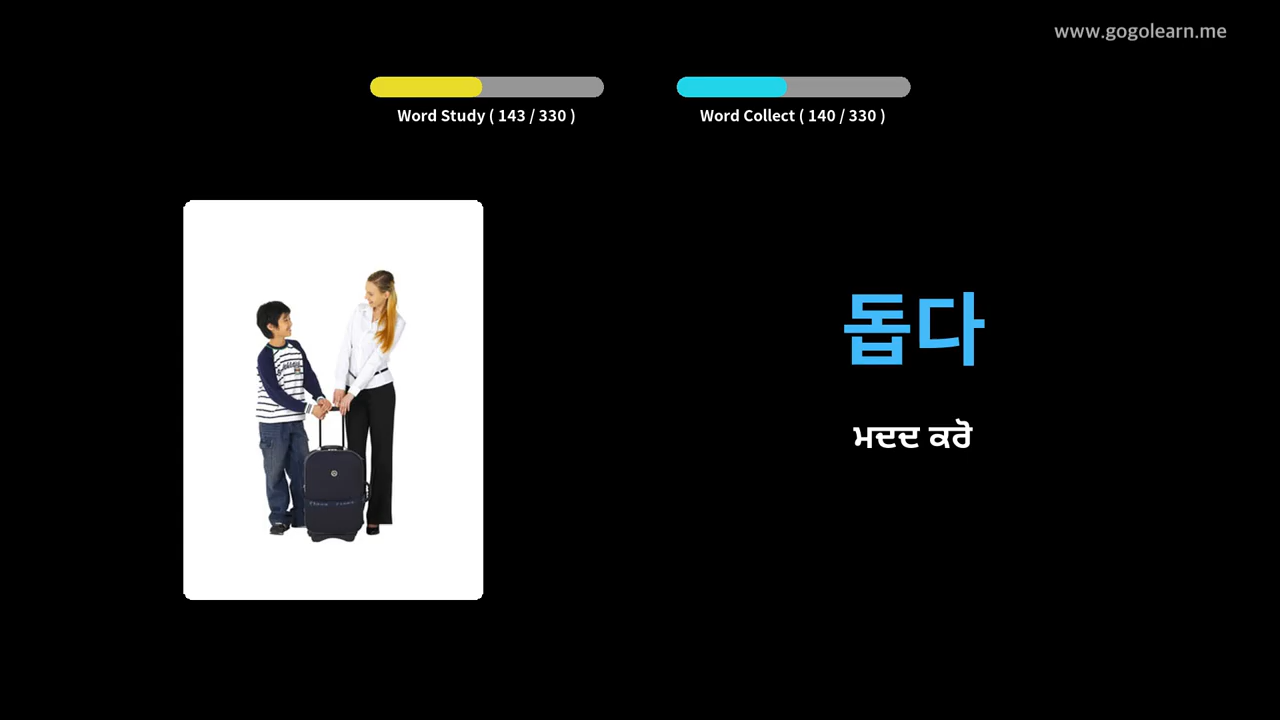 www.gogolearn.me
Word Study ( 143 / 330 )
Word Collect ( 140 / 330 )
돕다
ਮਦਦ ਕਰੋ